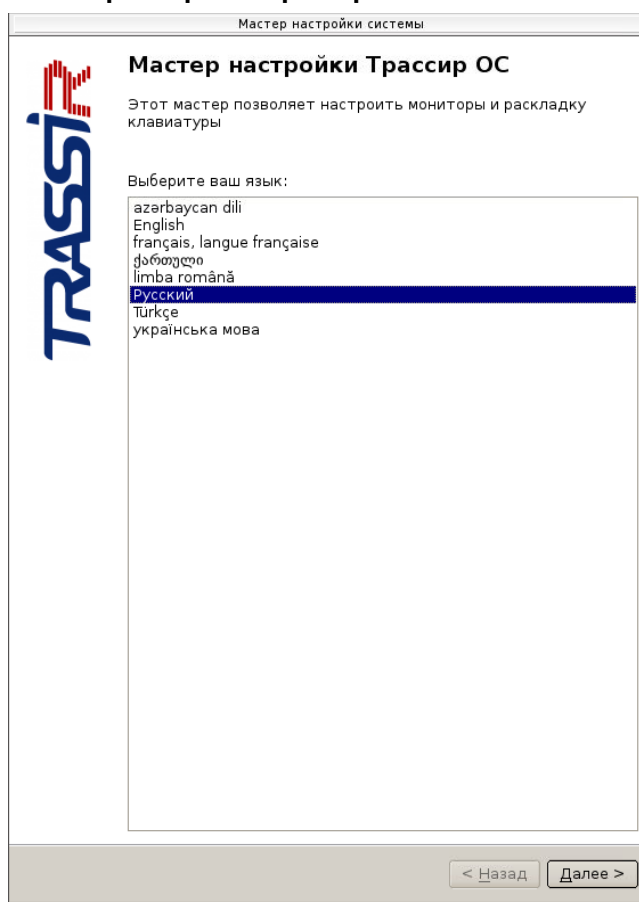 Мастер настройки системы
TRASSIR
Мастер настройки Трассир ОС
Этот мастер позволяет настроить мониторы и раскладку
клавиатуры
Выберите ваш язык:
azərbaycan dili
English
français, langue française
ქართული
limba română
Русский
Türkçe
українська мова
< Назад
Далее >